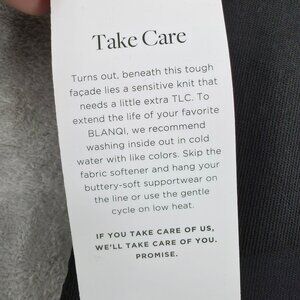 Take Care
Turns out, beneath this tough
façade lies a sensitive knit that
needs a little extra TLC. To
extend the life of your favorite
BLANQI, we recommend
washing inside out in cold
water with like colors. Skip the
fabric softener and hang your
buttery-soft supportwear on
the line or use the gentle
cycle on low heat.
IF YOU TAKE CARE OF US,
WE'LL TAKE CARE OF YOU.
PROMISE.